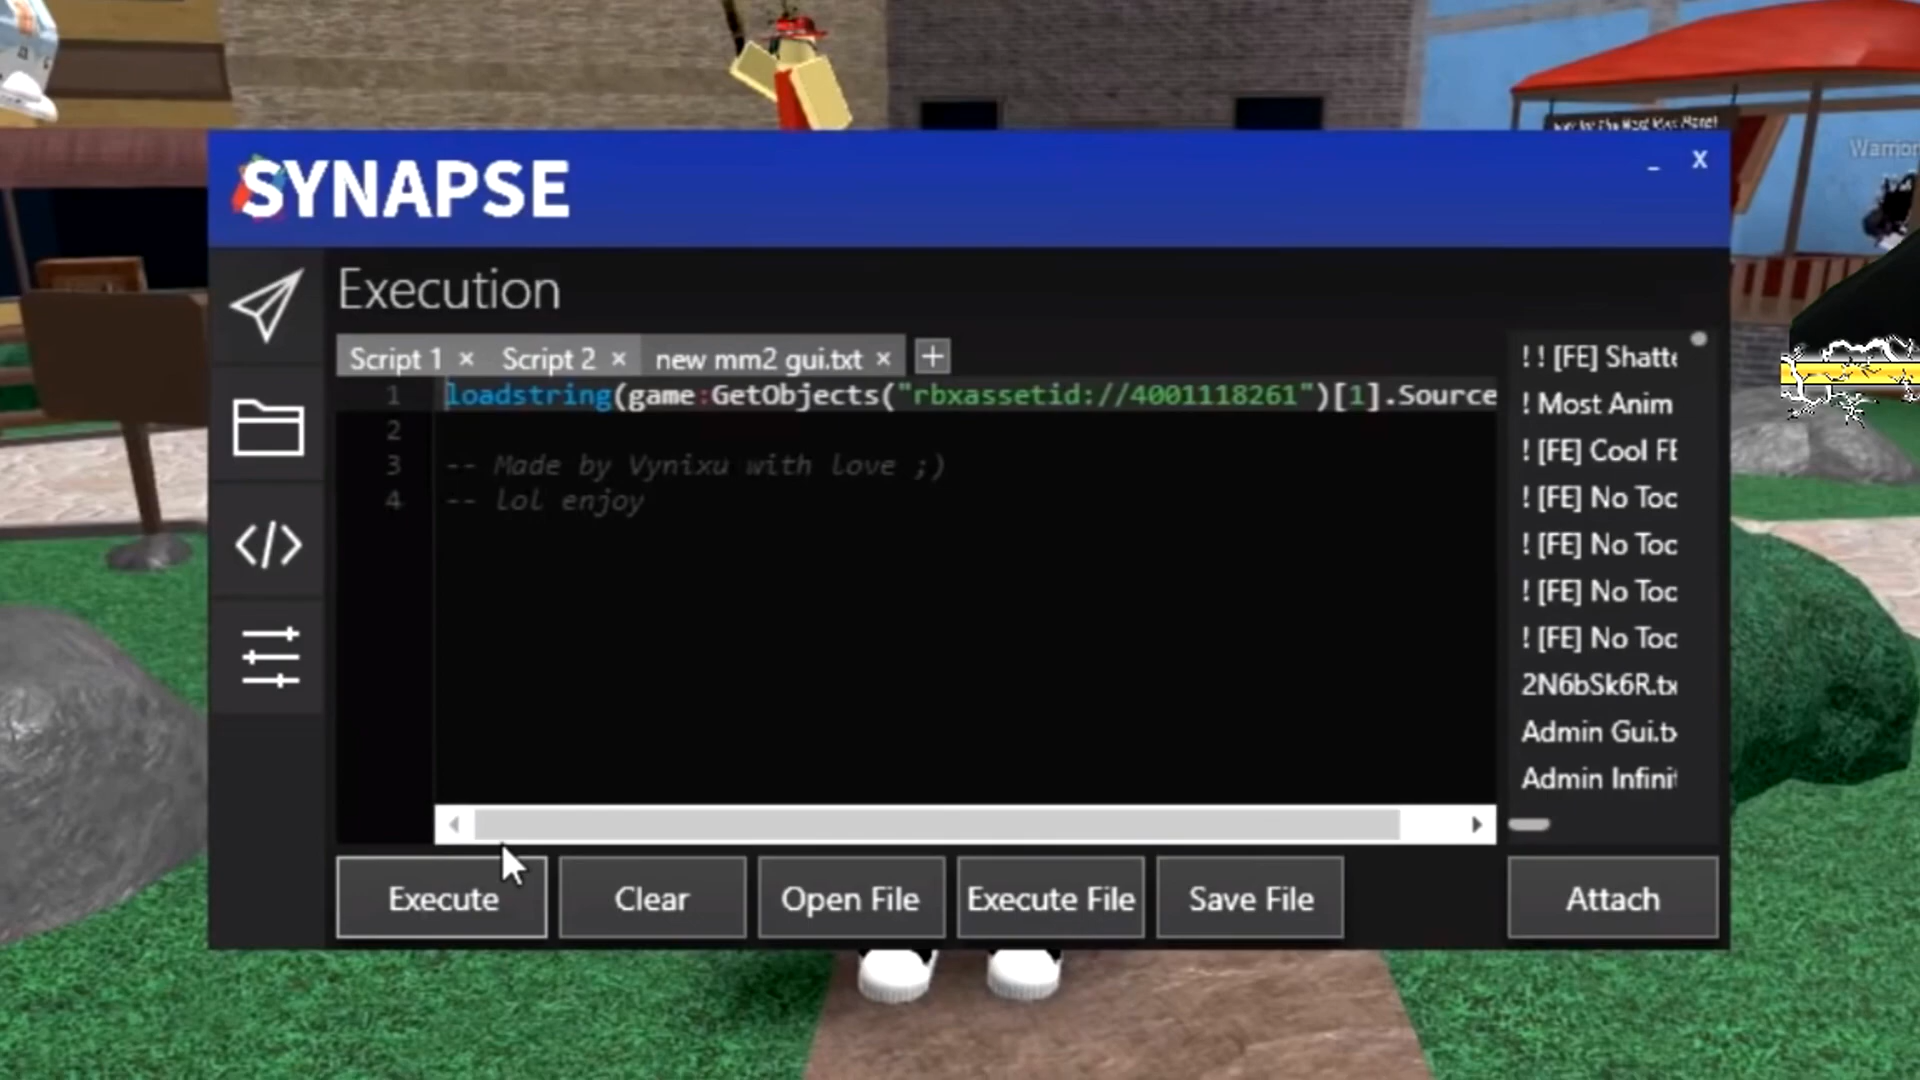 SYNAPSE
_ X
Execution
Script 1 × Script 2 × new mm2 gui.txt × +
1 loadstring(game:GetObjects("rbxassetid://4001118261")[1].Source
2
3 -- Made by Vynixu with love ;)
4 -- lol enjoy
! ! [FE] Shatte
! Most Anim
! [FE] Cool FE
! [FE] No Toc
! [FE] No Toc
! [FE] No Toc
! [FE] No Toc
2N6bSk6R.tx
Admin Gui.tx
Admin Infinit
Execute Clear Open File Execute File Save File Attach
Warrior